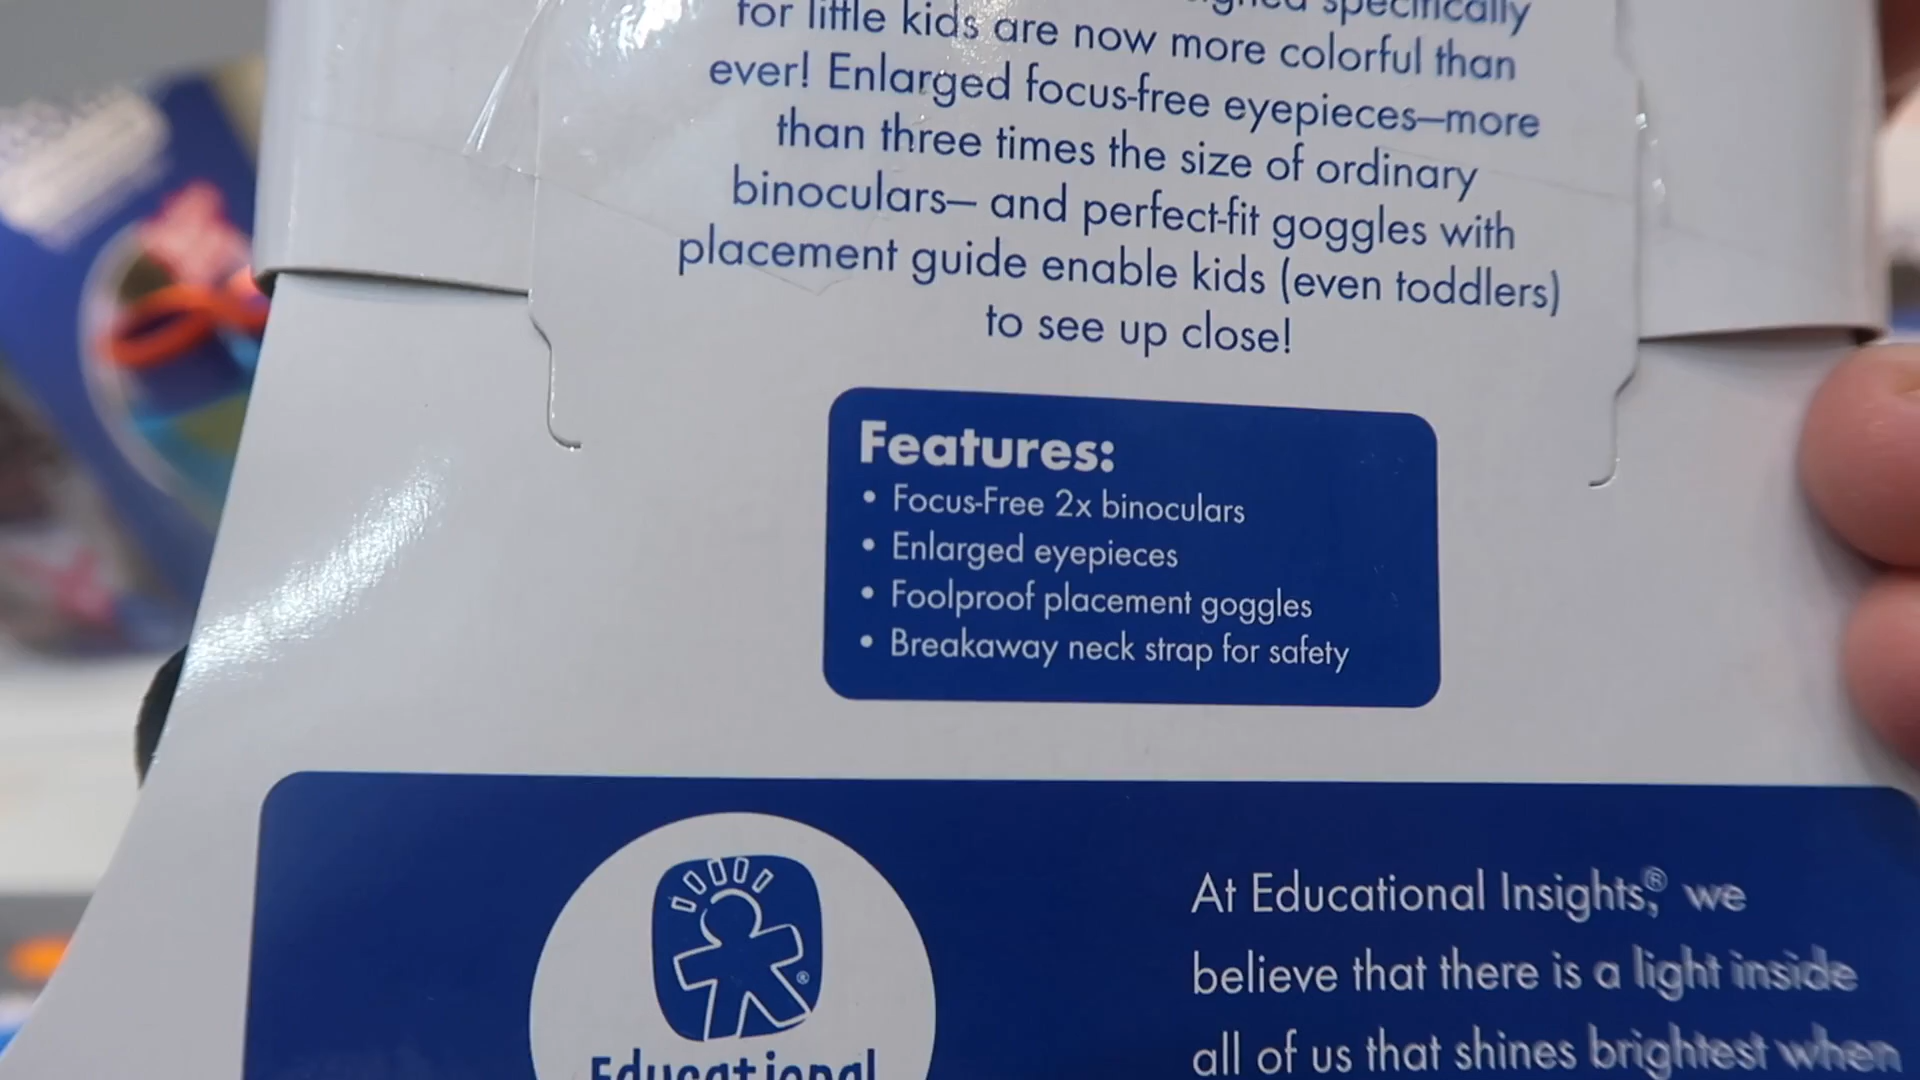 specifically
for little kids are now more colorful than
ever! Enlarged focus-free eyepieces—more
than three times the size of ordinary
binoculars— and perfect-fit goggles with
placement guide enable kids (even toddlers)
to see up close!
Features:
• Focus-Free 2x binoculars
• Enlarged eyepieces
• Foolproof placement goggles
• Breakaway neck strap for safety
®
Educational
At Educational Insights,® we
believe that there is a light inside
all of us that shines brightest when